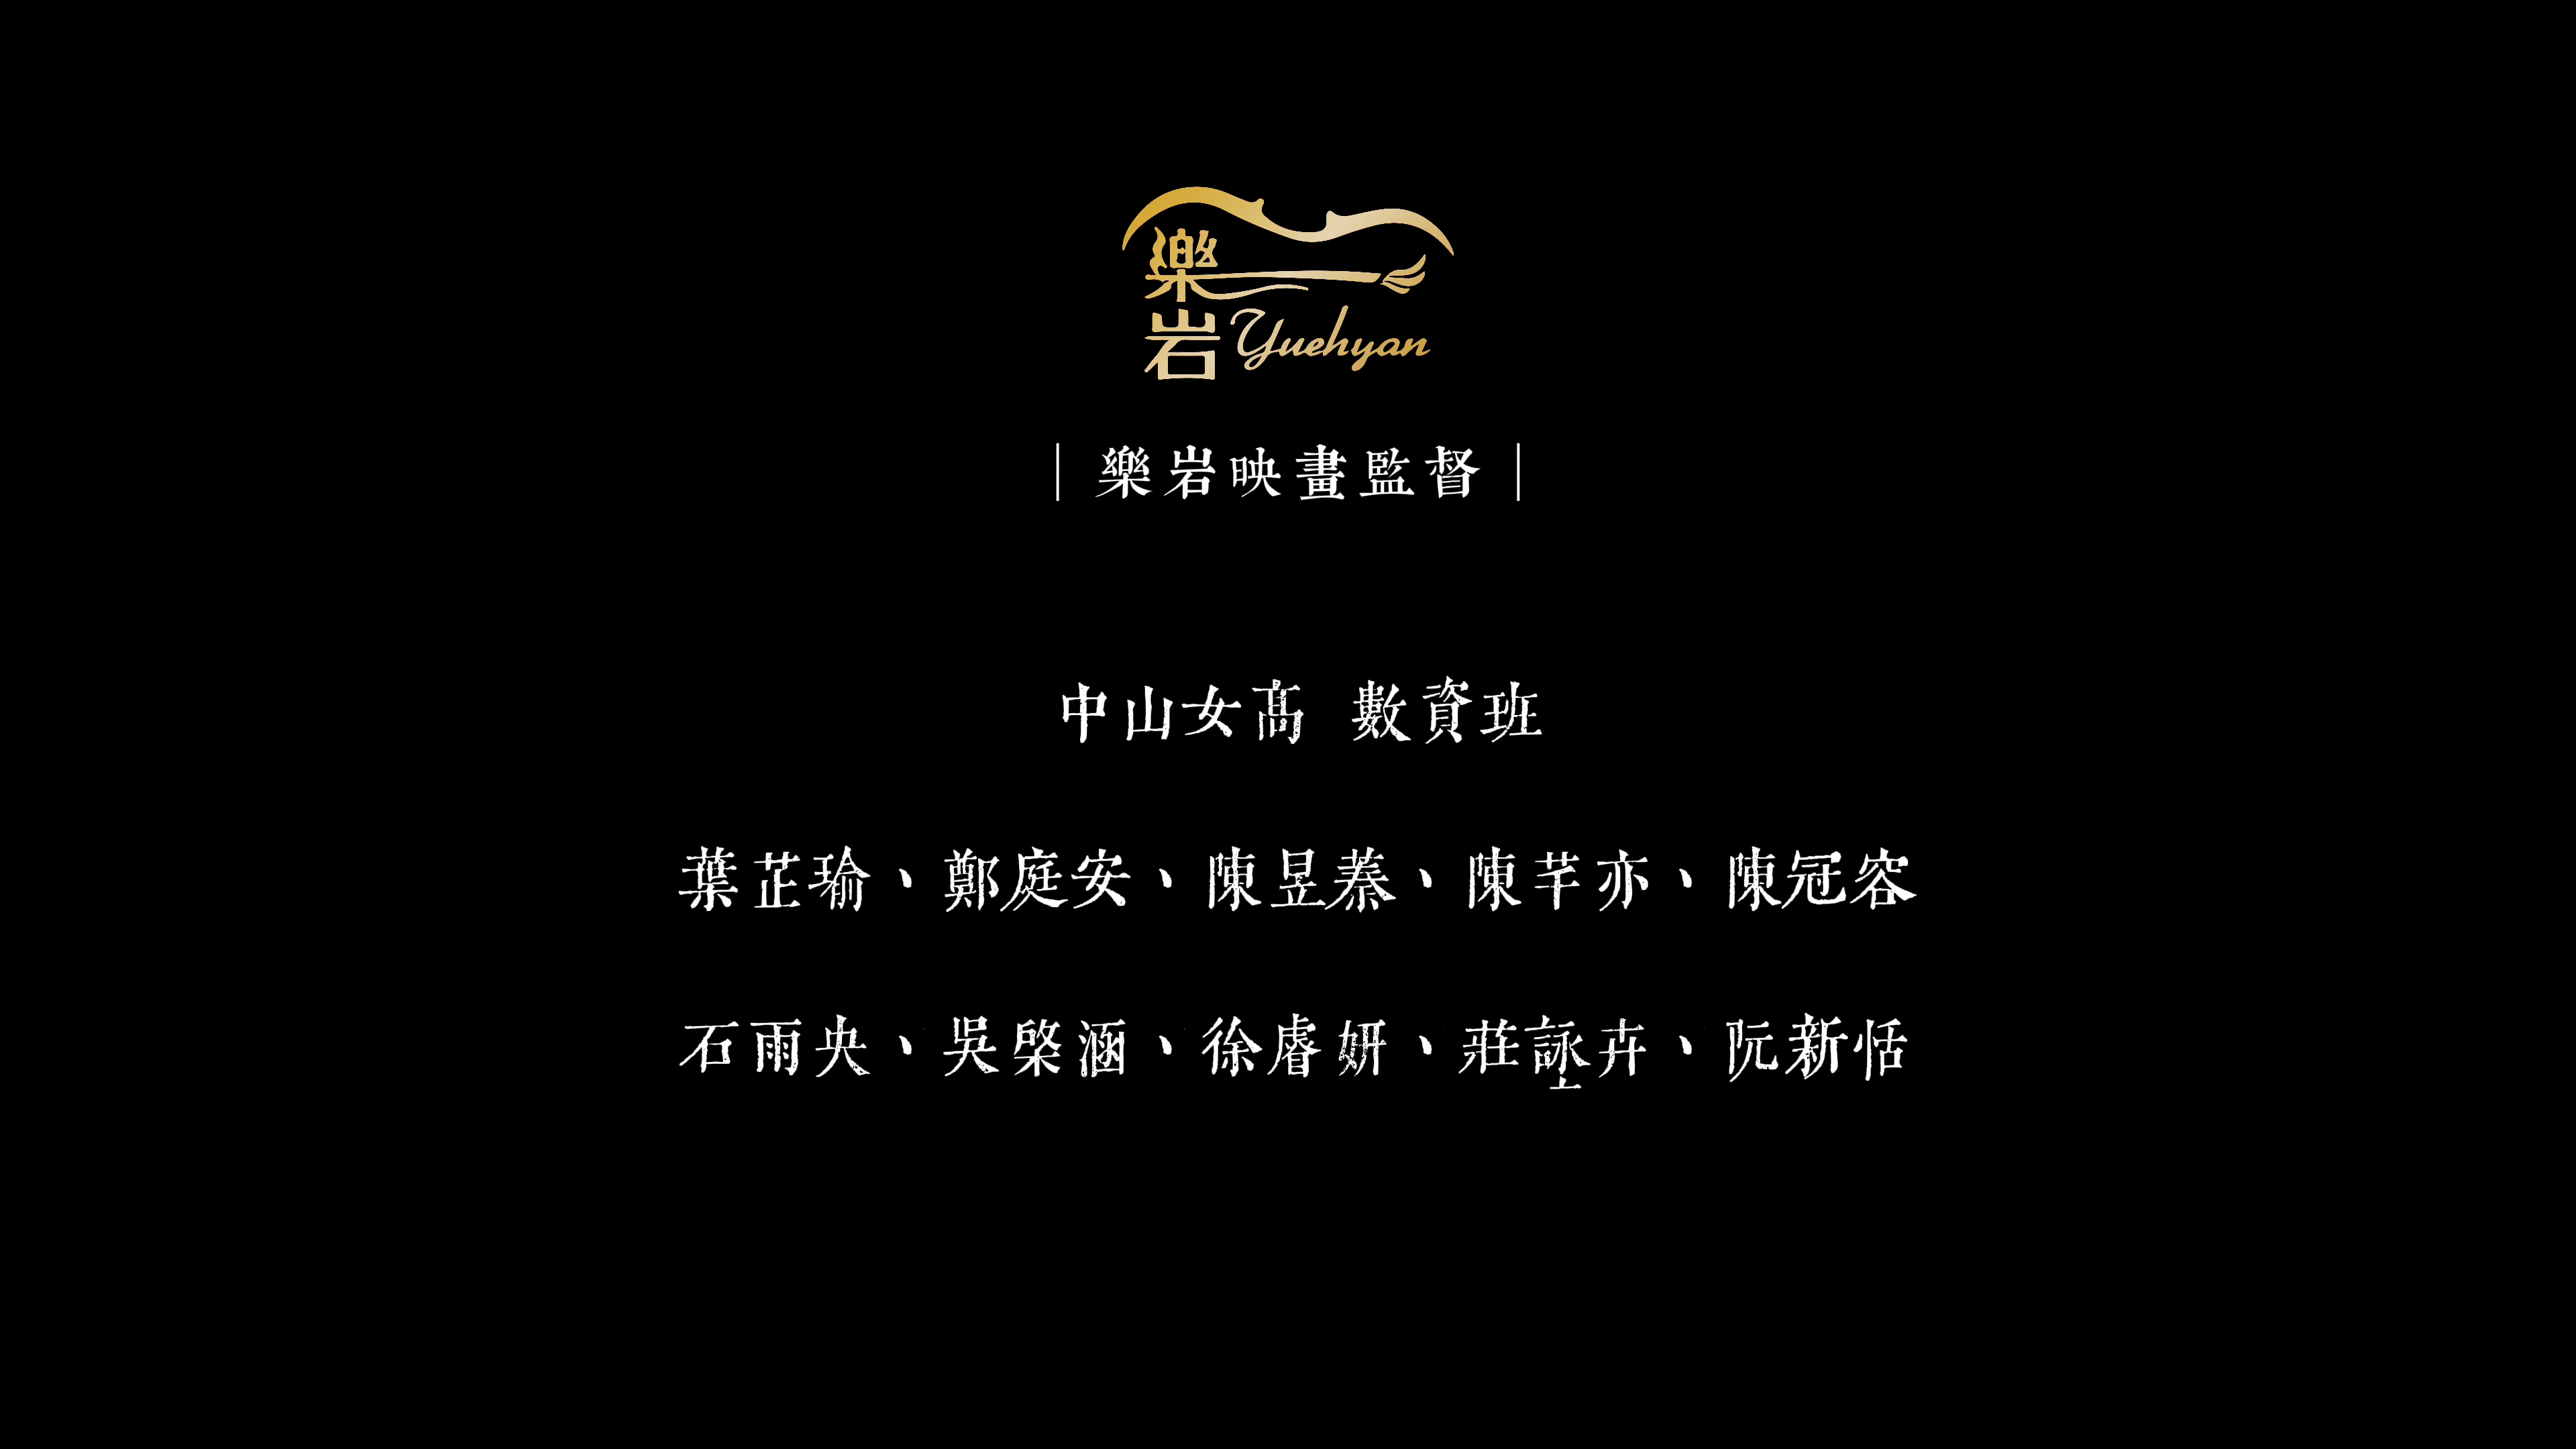 樂岩
Yuehyan
｜樂岩映畫監督｜
中山女高 數資班
葉芷瑜、鄭庭安、陳昱蓁、陳芊亦、陳冠容
石雨央、吳棨涵、徐睿妍、莊詠卉、阮新恬